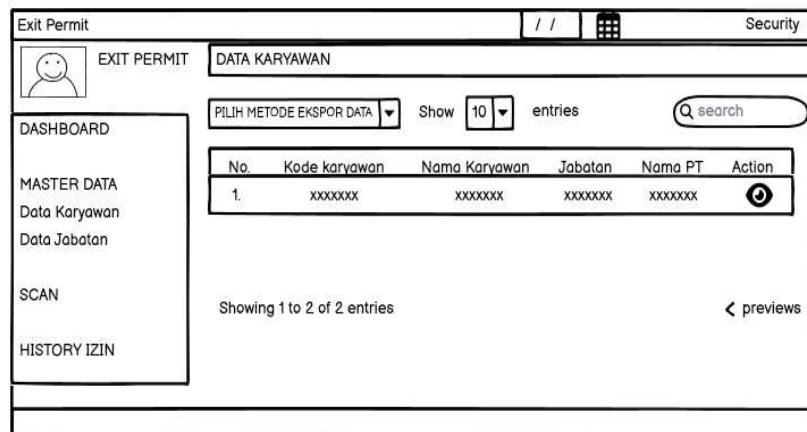 Exit Permit / / Security
EXIT PERMIT
DATA KARYAWAN
PILIH METODE EKSPOR DATA Show 10 entries search
DASHBOARD
MASTER DATA
Data Karyawan
Data Jabatan
SCAN
HISTORY IZIN
No. Kode karyawan Nama Karyawan Jabatan Nama PT Action
1. xxxxxxx xxxxxxx xxxxxxx xxxxxxx
Showing 1 to 2 of 2 entries < previews